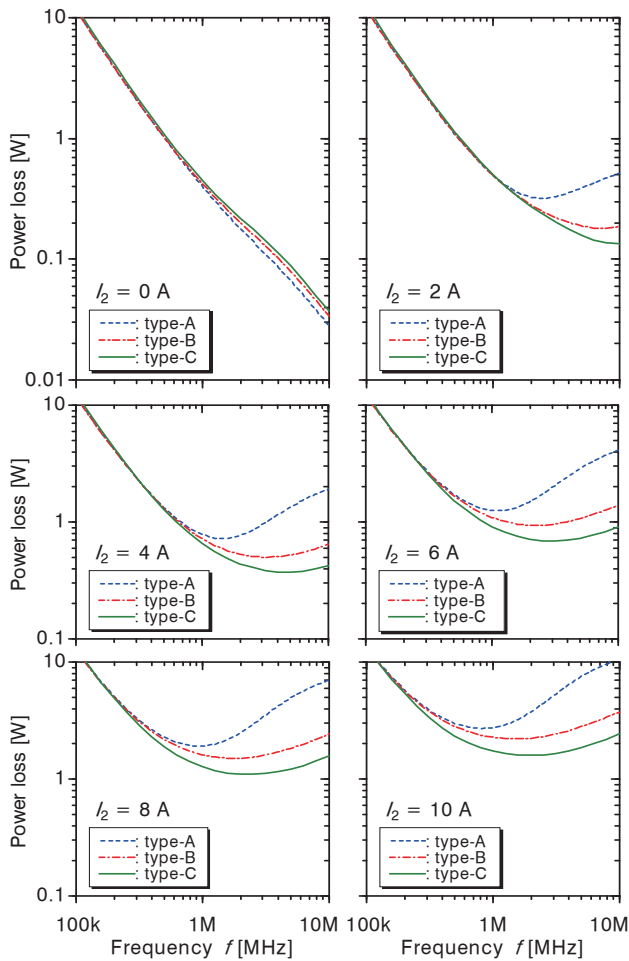 10
1
0.1
0.01
Power loss [W]
I2 = 0 A
: type-A
: type-B
: type-C
I2 = 2 A
: type-A
: type-B
: type-C
10
1
0.1
Power loss [W]
I2 = 4 A
: type-A
: type-B
: type-C
I2 = 6 A
: type-A
: type-B
: type-C
10
1
0.1
Power loss [W]
I2 = 8 A
: type-A
: type-B
: type-C
I2 = 10 A
: type-A
: type-B
: type-C
100k 1M 10M 100k 1M 10M
Frequency f [MHz] Frequency f [MHz]